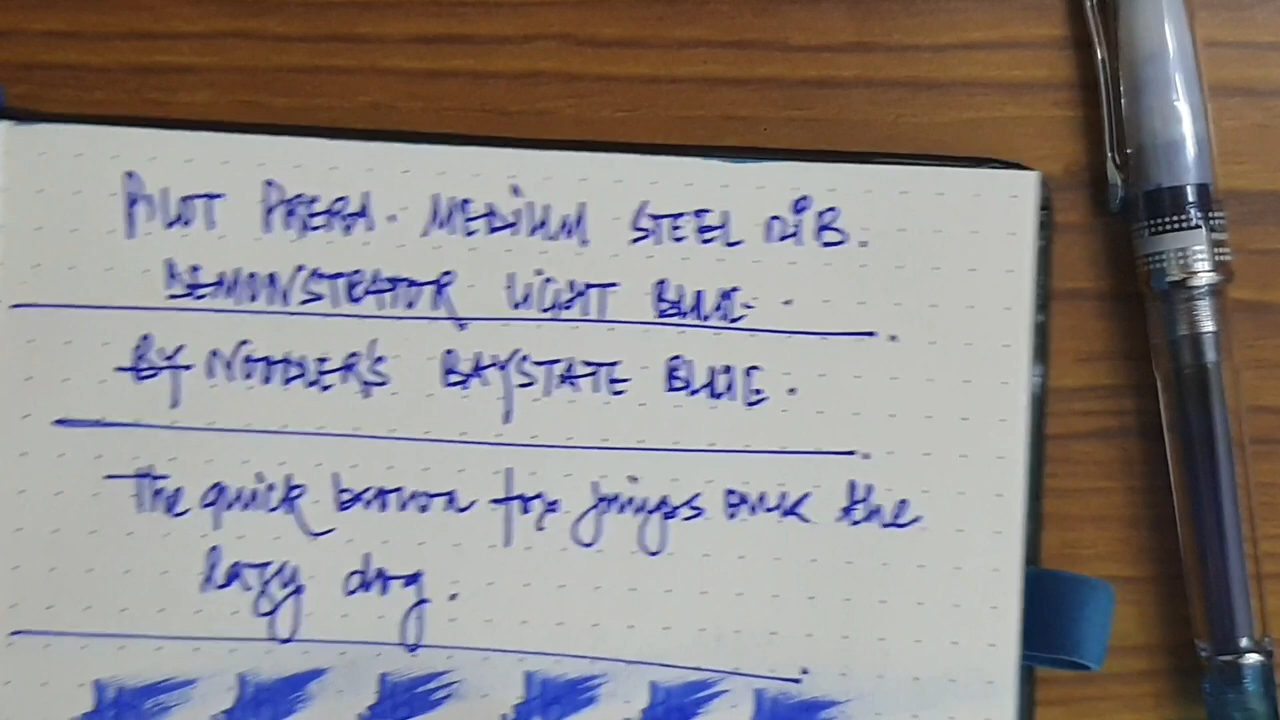 PILOT PRERA. MEDIUM STEEL NIB.
DEMONSTRATOR LIGHT BLUE.
By NOODLER'S BAYSTATE BLUE.
The quick brown fox jumps over the
lazy dog.